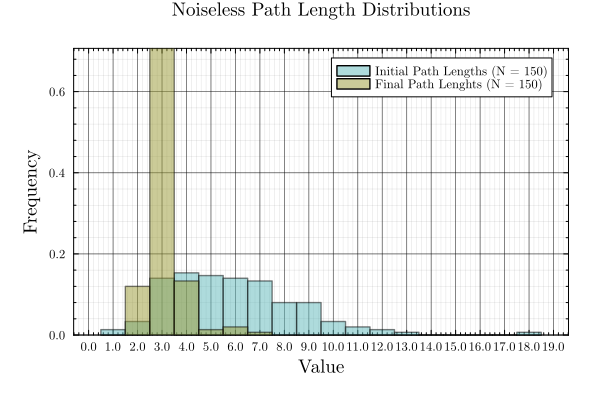 Noiseless Path Length Distributions
Initial Path Lengths (N = 150)
Final Path Lenghts (N = 150)
Frequency
0.6
0.4
0.2
0.0
0.0 1.0 2.0 3.0 4.0 5.0 6.0 7.0 8.0 9.0 10.0 11.0 12.0 13.0 14.0 15.0 16.0 17.0 18.0 19.0
Value